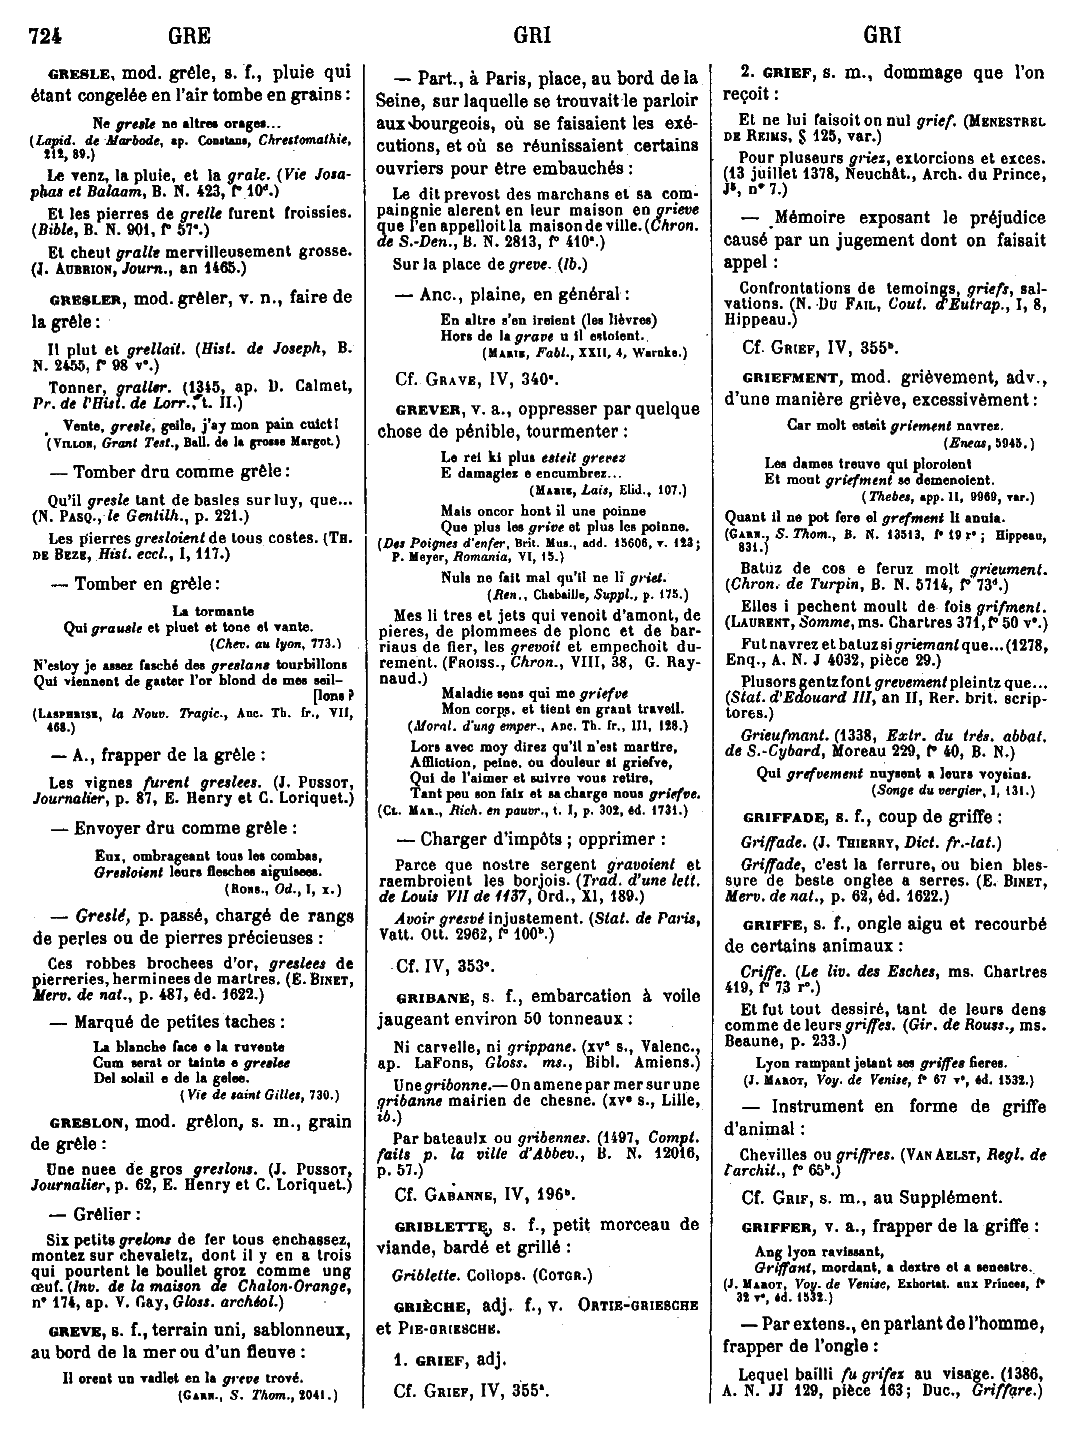 724 GRE GRI GRI
GRESLE, mod. grêle, s. f., pluie qui
étant congelée en l'air tombe en grains :
Ne gresle ne altres orages...
(Lapid. de Marbode, ap. Constans, Chrestomathie,
212, 89.)
Le venz, la pluie, et la grale. (Vie Josa-
phas et Balaam, B. N. 423, f° 10d.)
Et les pierres de grelle furent froissies.
(Bible, B. N. 901, f° 57c.)
Et cheut gralle merveilleusement grosse.
(J. AUBRION, Journ., an 1465.)
GRESLER, mod. grêler, v. n., faire de
la grêle :
Il plut et grellait. (Hist. de Joseph, B.
N. 2455, f° 98 v°.)
Tonner, graller. (1345, ap. D. Calmet,
Pr. de l'Hist. de Lorr., t. II.)
Vente, gresle, gelle, j'ay mon pain cuict !
(VILLON, Grant Test., Ball. de la grosse Margot.)
— Tomber dru comme grêle :
Qu'il gresle tant de basles sur luy, que...
(N. PASQ., le Gentilh., p. 221.)
Les pierres gresloient de tous costes. (TH.
DE BEZE, Hist. eccl., I, 117.)
— Tomber en grêle :
La tormante
Qui grausle et pluet et tone et vante.
(Chev. au lyon, 773.)
N'estoy je assez fasché des greslans tourbillons
Qui viennent de gaster l'or blond de mes seil-
[lons ?
(LASPHRISE, la Nouv. Tragic., Anc. Th. fr., VII,
468.)
— A., frapper de la grêle :
Les vignes furent greslees. (J. PUSSOT,
Journalier, p. 87, E. Henry et C. Loriquet.)
— Envoyer dru comme grêle :
Eux, ombrageant tous les combas,
Gresloient leurs flesches aiguisees.
(RONS., Od., I, x.)
— Greslé, p. passé, chargé de rangs
de perles ou de pierres précieuses :
Ces robbes brochees d'or, greslees de
pierreries, herminees de martres. (E. BINET,
Merv. de nat., p. 487, éd. 1622.)
— Marqué de petites taches :
La blanche face e la ruvente
Cum serat or tainte e greslee
Del solail e de la gelee.
(Vie de saint Gilles, 730.)
GRESLON, mod. grêlon, s. m., grain
de grêle :
Une nuee de gros greslons. (J. PUSSOT,
Journalier, p. 62, E. Henry et C. Loriquet.)
— Grêlier :
Six petits grelons de fer tous enchassez,
montez sur chevaletz, dont il y en a trois
qui pourtent le boullet groz comme ung
œuf. (Inv. de la maison de Chalon-Orange,
n° 174, ap. V. Gay, Gloss. archéol.)
GREVE, s. f., terrain uni, sablonneux,
au bord de la mer ou d'un fleuve :
Il orent un vadlet en la greve trové.
(GARN., S. Thom., 2041.)
— Part., à Paris, place, au bord de la
Seine, sur laquelle se trouvait le parloir
aux bourgeois, où se faisaient les exé-
cutions, et où se réunissaient certains
ouvriers pour être embauchés :
Le dit prevost des marchans et sa com-
paingnie alerent en leur maison en grieve
que l'en appelloit la maison de ville. (Chron.
de S.-Den., B. N. 2813, f° 410c.)
Sur la place de greve. (Ib.)
— Anc., plaine, en général :
En altre s'en ireient (les lièvres)
Hors de la grave u il estoient.
(MARIE, Fabl., XXII, 4, Warnke.)
Cf. GRAVE, IV, 340c.
GREVER, v. a., oppresser par quelque
chose de pénible, tourmenter :
Le rei ki plus esteit grevez
E damagiez e encumbrez...
(MARIE, Lais, Elid., 107.)
Mais oncor hont il une poinne
Que plus les grive et plus les poinne.
(Des Poignes d'enfer, Brit. Mus., add. 15606, v. 123;
P. Meyer, Romania, VI, 15.)
Nuls ne fait mal qu'il ne li griet.
(Ren., Chabaille, Suppl., p. 175.)
Mes li tres et jets qui venoit d'amont, de
pieres, de plommees de plonc et de bar-
riaus de fier, les grevoit et empechoit du-
rement. (FROISS., Chron., VIII, 38, G. Ray-
naud.)
Maladie sens qui me griefve
Mon corps, et tient en grant travell.
(Moral. d'ung emper., Anc. Th. fr., III, 128.)
Lors avec moy direz qu'il n'est martire,
Affliction, peine, ou douleur si griefve,
Qui de l'aimer et suivre vous retire,
Tant peu son faix et sa charge nous griefve.
(CL. MAR., Rich. en pauvr., t. I, p. 302, éd. 1731.)
— Charger d'impôts ; opprimer :
Parce que nostre sergent gravoient et
raembroient les borjois. (Trad. d'une lett.
de Louis VII de 1137, Ord., XI, 189.)
Avoir gresvé injustement. (Stat. de Paris,
Vatt. Ott. 2962, f° 100b.)
Cf. IV, 353c.
GRIBANE, s. f., embarcation à voile
jaugeant environ 50 tonneaux :
Ni carvelle, ni grippane. (XVe s., Valenc.,
ap. LaFons, Gloss. ms., Bibl. Amiens.)
Une gribonne. — On amene par mer sur une
gribanne mairien de chesne. (XVe s., Lille,
ib.)
Par bateaulx ou gribennes. (1497, Compt.
faits p. la ville d'Abbev., B. N. 12016,
p. 57.)
Cf. GABANNE, IV, 196b.
GRIBLETTE, s. f., petit morceau de
viande, bardé et grillé :
Griblette. Collops. (COTGR.)
GRIÈCHE, adj. f., v. ORTIE-GRIESCHE
et PIE-GRIESCHE.
1. GRIEF, adj.
Cf. GRIEF, IV, 355a.
2. GRIEF, s. m., dommage que l'on
reçoit :
Et ne lui faisoit on nul grief. (MENESTREL
DE REIMS, § 125, var.)
Pour pluseurs griez, extorcions et exces.
(13 juillet 1378, Neuchât., Arch. du Prince,
J8, n° 7.)
— Mémoire exposant le préjudice
causé par un jugement dont on faisait
appel :
Confrontations de temoings, griefs, sal-
vations. (N. DU FAIL, Cout. d'Eutrap., I, 8,
Hippeau.)
Cf. GRIEF, IV, 355b.
GRIEFMENT, mod. grièvement, adv.,
d'une manière griève, excessivement :
Car molt esteit griement navrez.
(Eneas, 5945.)
Les dames treuve qui ploroient
Et mout griefment se demenoient.
(Thebes, app. II, 9969, var.)
Quant il ne pot fere el grefment li anuia.
(GARN., S. Thom., B. N. 13513, f° 19 r° ; Hippeau,
831.)
Batuz de cos e feruz molt grieument.
(Chron. de Turpin, B. N. 5714, f° 73d.)
Elles i pechent moult de fois grifment.
(LAURENT, Somme, ms. Chartres 371, f° 50 v°.)
Fut navrez et batuz si griemant que... (1278,
Enq., A. N. J 4032, pièce 29.)
Plusors gentz font grevement pleintz que...
(Stat. d'Edouard III, an II, Rer. brit. scrip-
tores.)
Grieufmant. (1338, Extr. du trés. abbat.
de S.-Cybard, Moreau 229, f° 40, B. N.)
Qui grefvement nuysent a leurs voysins.
(Songe du vergier, I, 131.)
GRIFFADE, s. f., coup de griffe :
Griffade. (J. THIERRY, Dict. fr.-lat.)
Griffade, c'est la ferrure, ou bien bles-
sure de beste onglee a serres. (E. BINET,
Merv. de nat., p. 62, éd. 1622.)
GRIFFE, s. f., ongle aigu et recourbé
de certains animaux :
Criffe. (Le liv. des Esches, ms. Chartres
419, f° 73 r°.)
Et fut tout dessiré, tant de leurs dens
comme de leurs griffes. (Gir. de Rouss., ms.
Beaune, p. 233.)
Lyon rampant jetant ses griffes fieres.
(J. MAROT, Voy. de Venise, f° 67 v°, éd. 1532.)
— Instrument en forme de griffe
d'animal :
Chevilles ou griffres. (VAN AELST, Regl. de
l'archit., f° 65b.)
Cf. GRIF, s. m., au Supplément.
GRIFFER, v. a., frapper de la griffe :
Ang lyon ravissant,
Griffant, mordant, a dextre et a senestre.
(J. MAROT, Voy. de Venise, Exhortat. aux Princes, f°
32 v°, éd. 1532.)
— Par extens., en parlant de l'homme,
frapper de l'ongle :
Lequel bailli fu grifez au visage. (1386,
A. N. JJ 129, pièce 163 ; Duc., Griffare.)